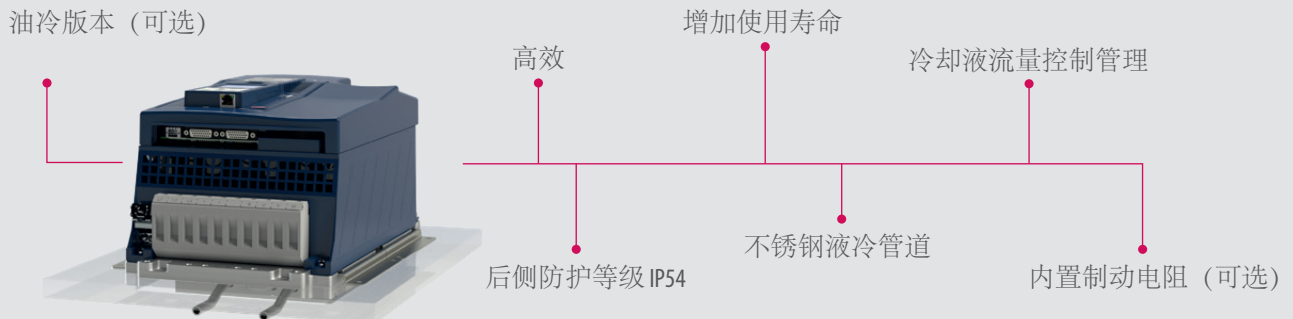 油冷版本（可选）
增加使用寿命
高效
冷却液流量控制管理
不锈钢液冷管道
后侧防护等级 IP54
内置制动电阻（可选）